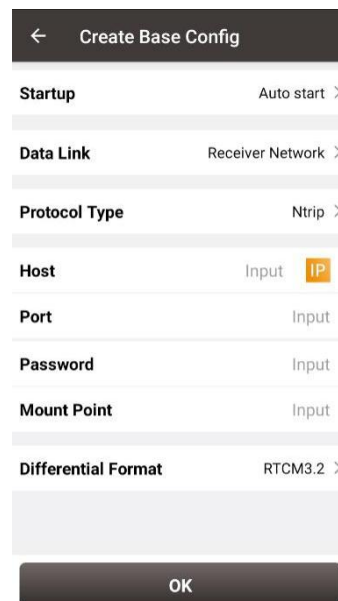 Create Base Config
Startup Auto start
Data Link Receiver Network
Protocol Type Ntrip
Host Input IP
Port Input
Password Input
Mount Point Input
Differential Format RTCM3.2
OK